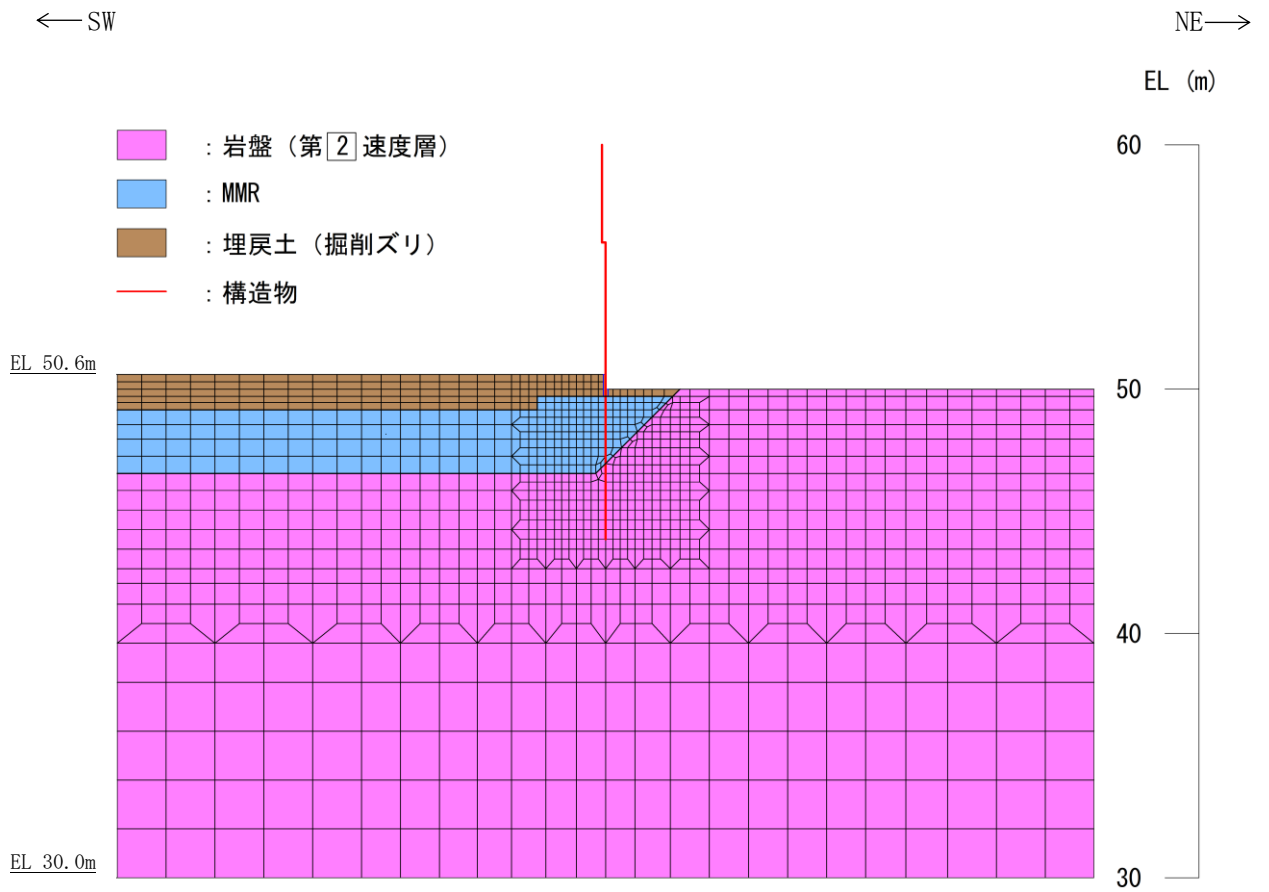 ←SW
NE→
EL (m)
：岩盤（第2速度層）
：MMR
：埋戻土（掘削ズリ）
：構造物
60
EL 50.6m
50
40
EL 30.0m
30